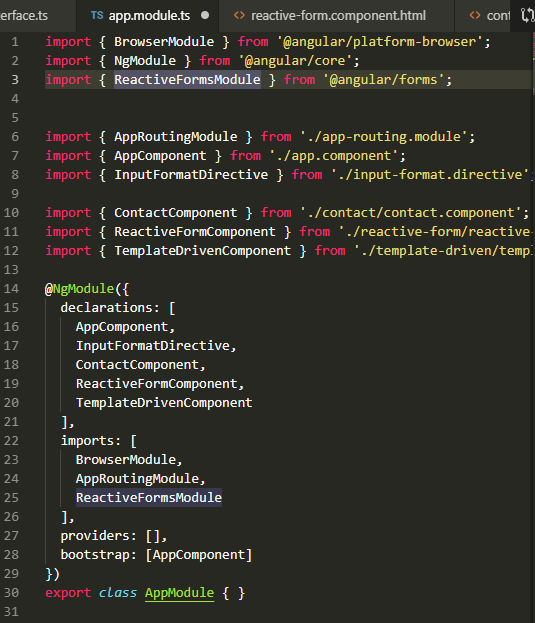 erface.ts TS app.module.ts reactive-form.component.html cont
1 import { BrowserModule } from '@angular/platform-browser';
2 import { NgModule } from '@angular/core';
3 import { ReactiveFormsModule } from '@angular/forms';
4
5
6 import { AppRoutingModule } from './app-routing.module';
7 import { AppComponent } from './app.component';
8 import { InputFormatDirective } from './input-format.directive'
9
10 import { ContactComponent } from './contact/contact.component';
11 import { ReactiveFormComponent } from './reactive-form/reactive-
12 import { TemplateDrivenComponent } from './template-driven/temp
13
14 @NgModule({
15 declarations: [
16 AppComponent,
17 InputFormatDirective,
18 ContactComponent,
19 ReactiveFormComponent,
20 TemplateDrivenComponent
21 ],
22 imports: [
23 BrowserModule,
24 AppRoutingModule,
25 ReactiveFormsModule
26 ],
27 providers: [],
28 bootstrap: [AppComponent]
29 })
30 export class AppModule { }
31